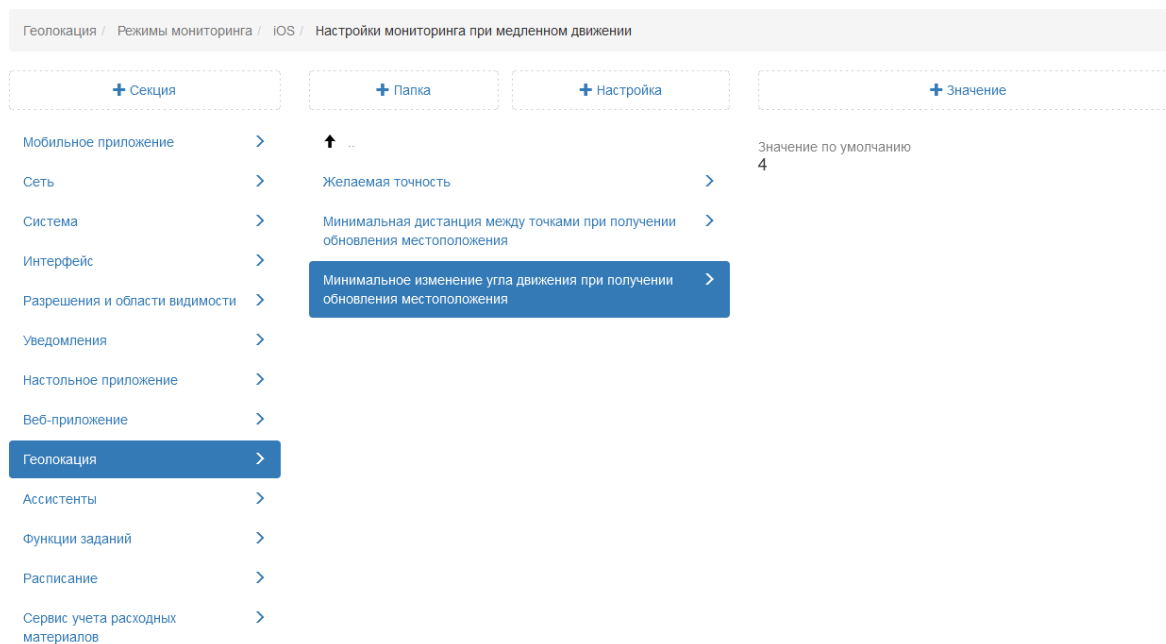 Геолокация / Режимы мониторинга / iOS / Настройки мониторинга при медленном движении
Секция
Папка
Настройка
Значение
Мобильное приложение
Сеть
Система
Интерфейс
Разрешения и области видимости
Уведомления
Настольное приложение
Веб-приложение
Геолокация
Ассистенты
Функции заданий
Расписание
Сервис учета расходных
материалов
..
Желаемая точность
Минимальная дистанция между точками при получении
обновления местоположения
Минимальное изменение угла движения при получении
обновления местоположения
Значение по умолчанию
4